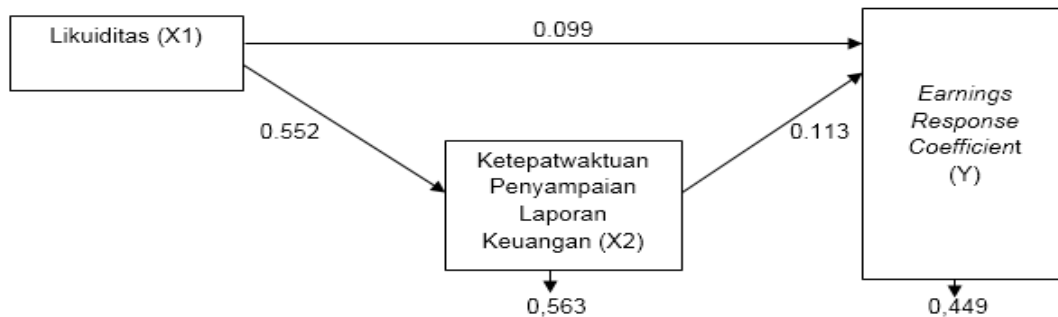 Likuiditas (X1)
0.099
0.552
0.113
Ketepatwaktuan
Penyampaian
Laporan
Keuangan (X2)
Earnings
Response
Coefficient
(Y)
0,563
0,449